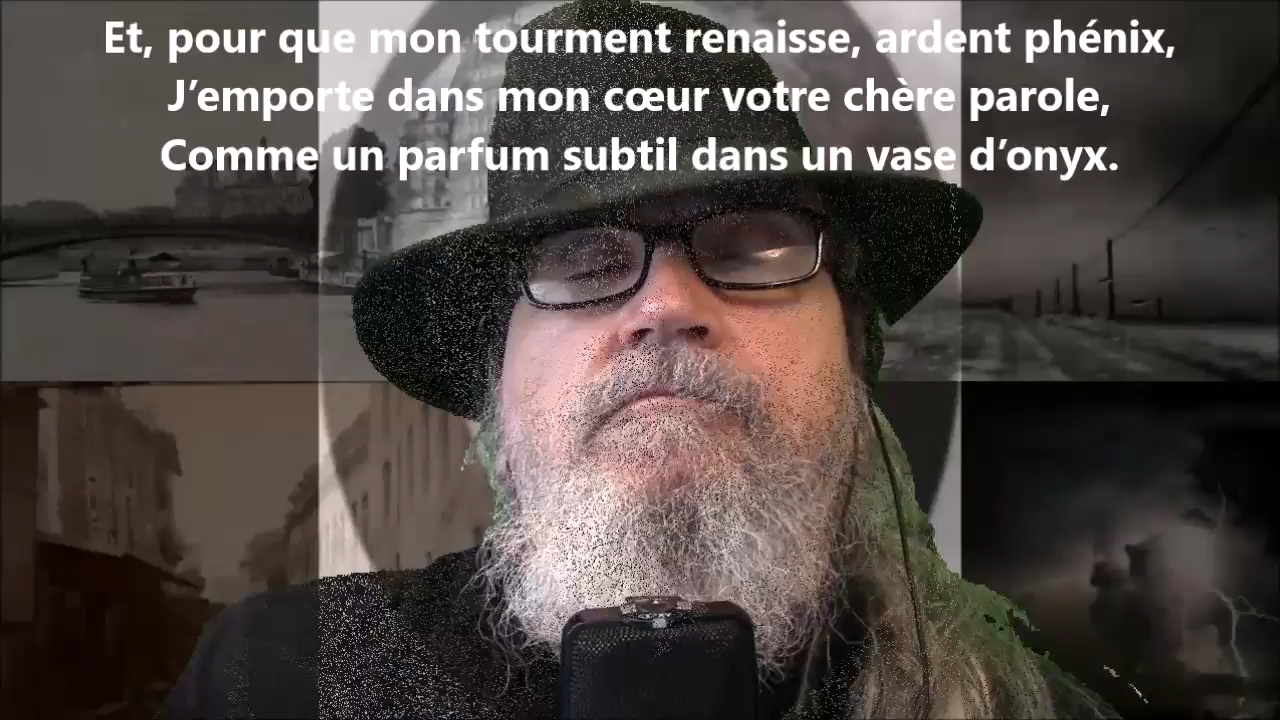 Et, pour que mon tourment renaisse, ardent phénix,
J’emporte dans mon cœur votre chère parole,
Comme un parfum subtil dans un vase d’onyx.